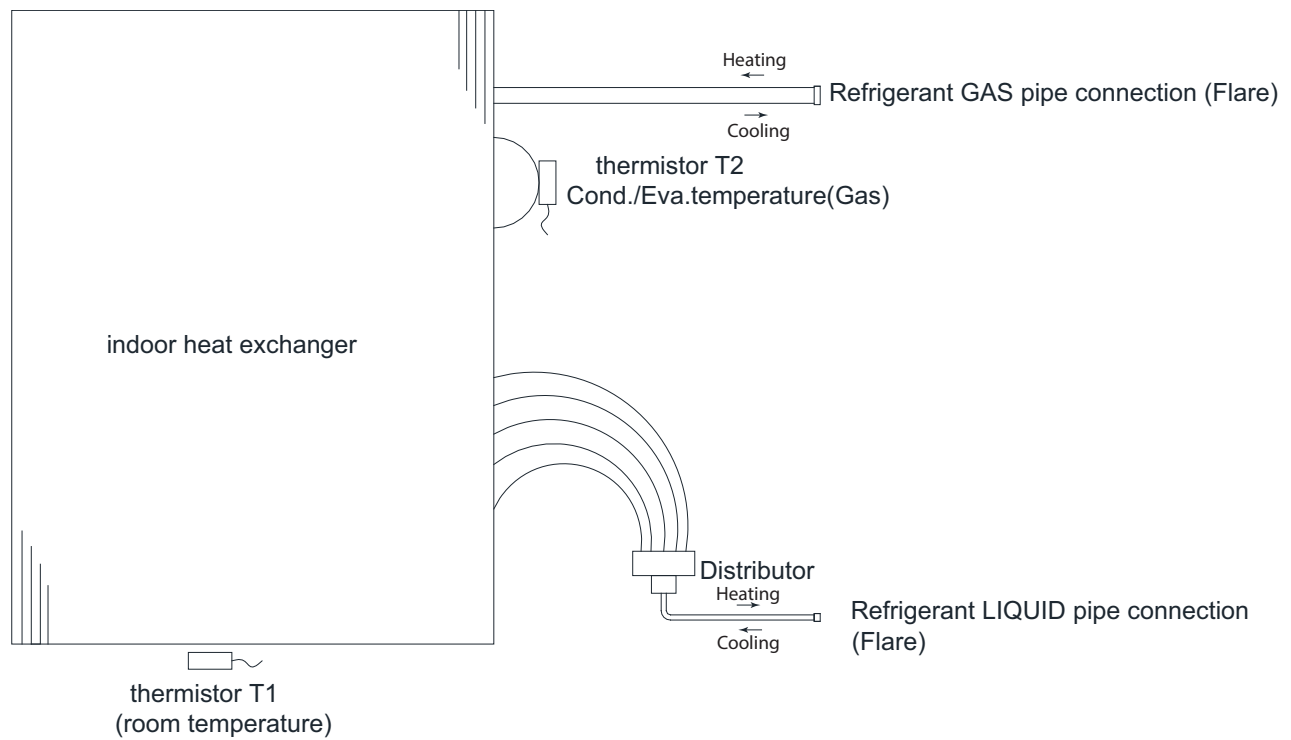 Heating
Refrigerant GAS pipe connection (Flare)
Cooling
thermistor T2
Cond./Eva.temperature(Gas)
indoor heat exchanger
Distributor
Heating
Refrigerant LIQUID pipe connection
(Flare)
Cooling
thermistor T1
(room temperature)